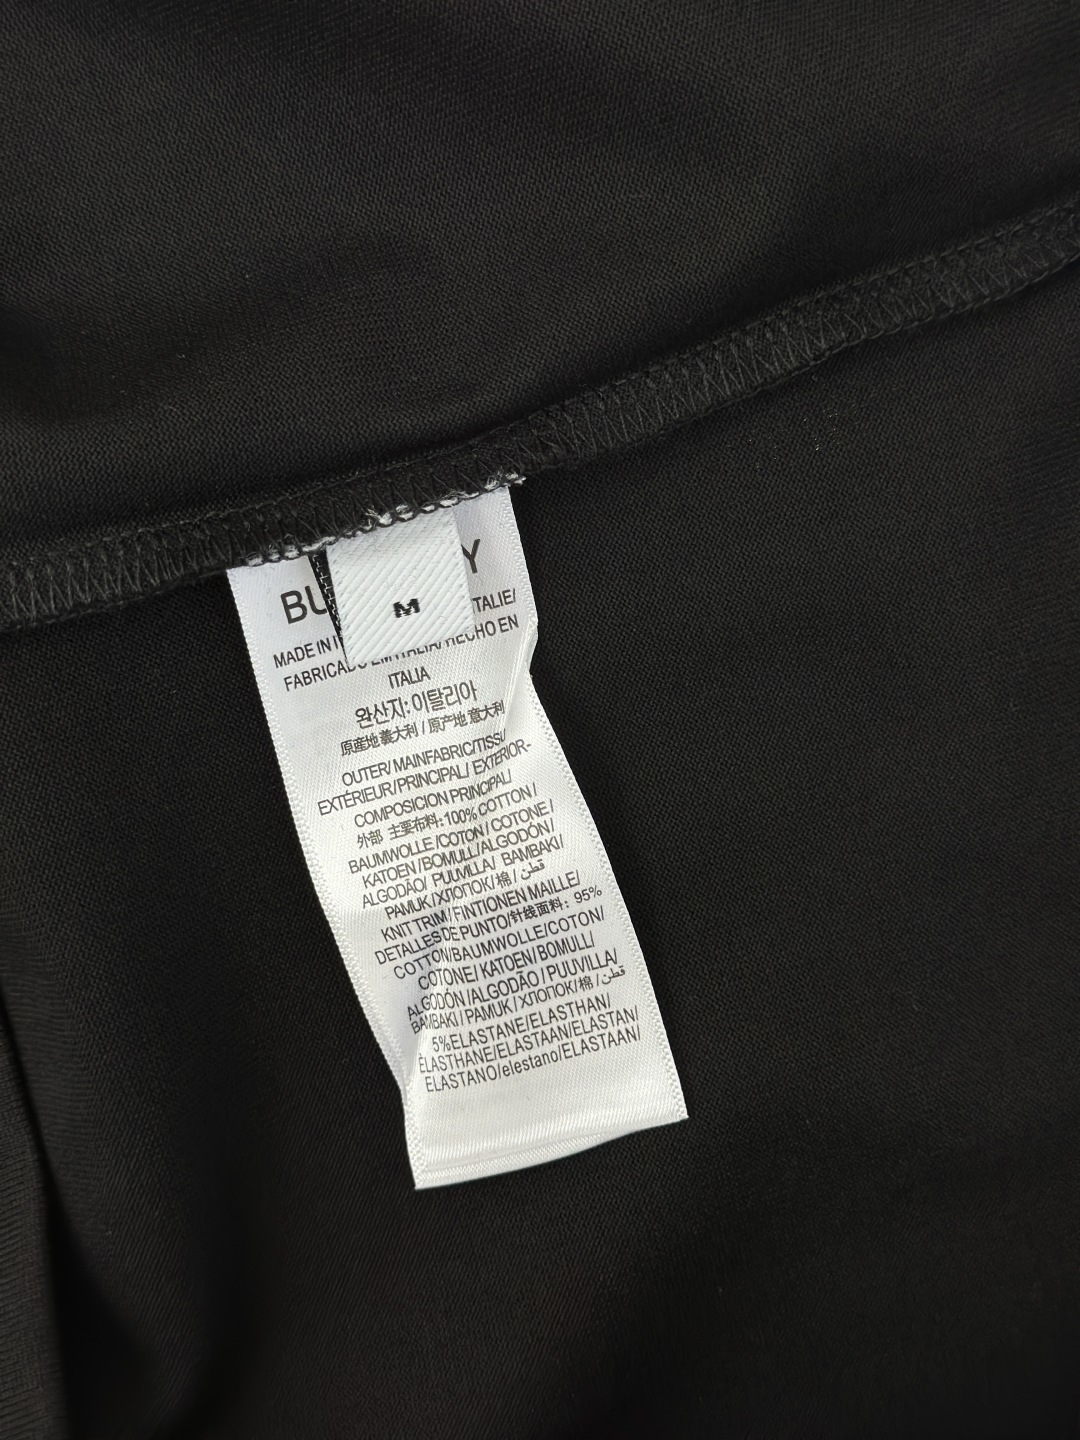 BU Y
M
MADE IN I TALIE/
FABRICADO EM ITALIA/HECHO EN
ITALIA
완산지:이탈리아
原産地義大利 / 原产地 意大利
OUTER/ MAINFABRIC/TISS/
EXTÉRIEUR/PRINCIPAL/ EXTERIOR-
COMPOSICION PRINCIPAL/
外部 主要布料:100% COTTON /
BAUMWOLLE /COTON / COTONE /
KATOEN / BOMULL/ALGODÓN/
ALGODÃO/ PUUVILLA/ BAMBAKI/
PAMUK / ХЛОПОК/ 棉 / قطن/
KNIT TRIM / FINTIONEN MAILLE/
DETALLES DE PUNTO/针线面料: 95%
COTTON/BAUMWOLLE/COTON/
COTONE/ KATOEN/ BOMULL/
ALGODÓN / ALGODÃO / PUUVILLA/
BAMBAKI / PAMUK / ХЛОПОК/棉 / قطن/
5%ELASTANE/ELASTHAN/
ÉLASTHANE/ELASTAAN/ELASTAN/
ELASTANO/elestano/ELASTAAN/